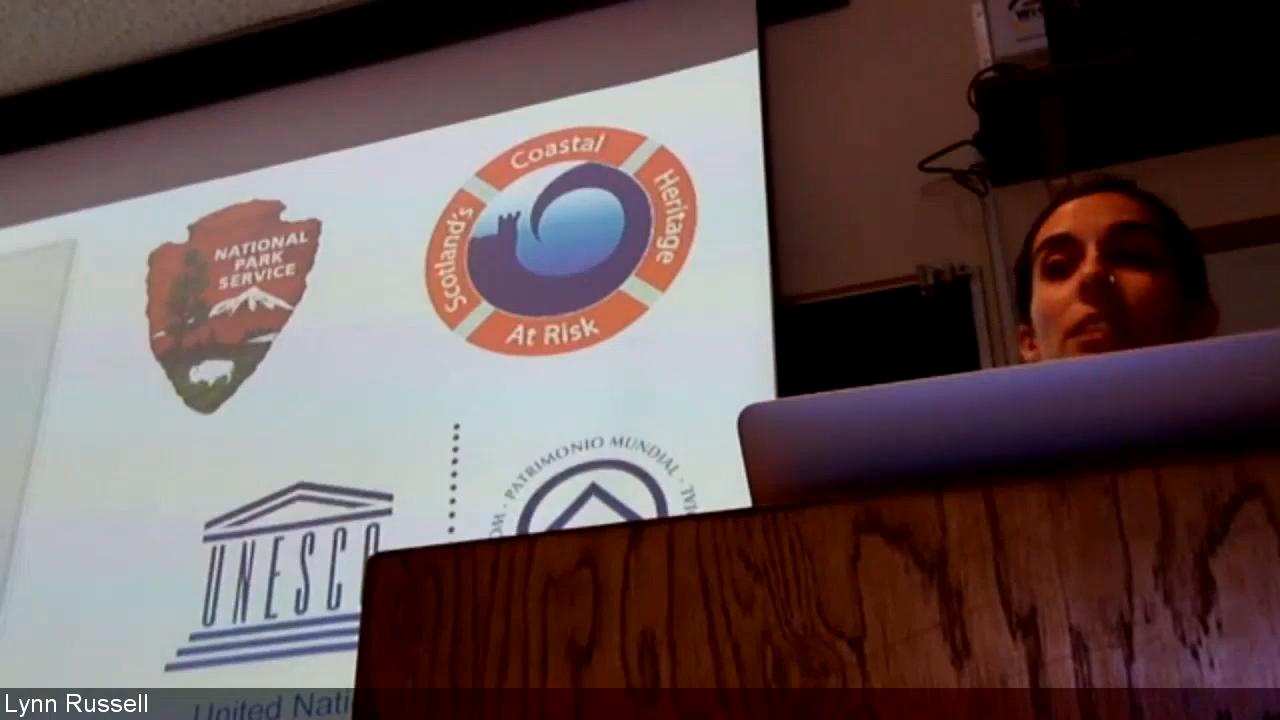 NATIONAL
PARK
SERVICE
Scotland's
Coastal
Heritage
At Risk
UNESCO
PATRIMONIO MUNDIAL
United Nati
Lynn Russell